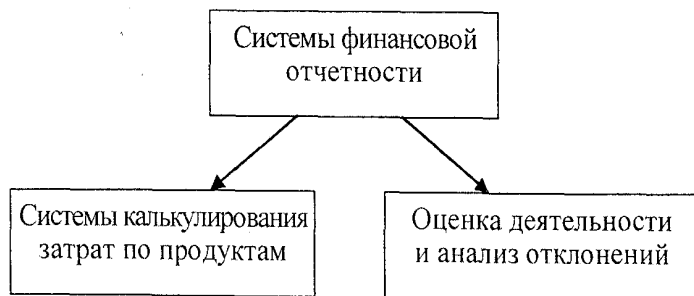 Системы финансовой
отчетности
Системы калькулирования
затрат по продуктам
Оценка деятельности
и анализ отклонений